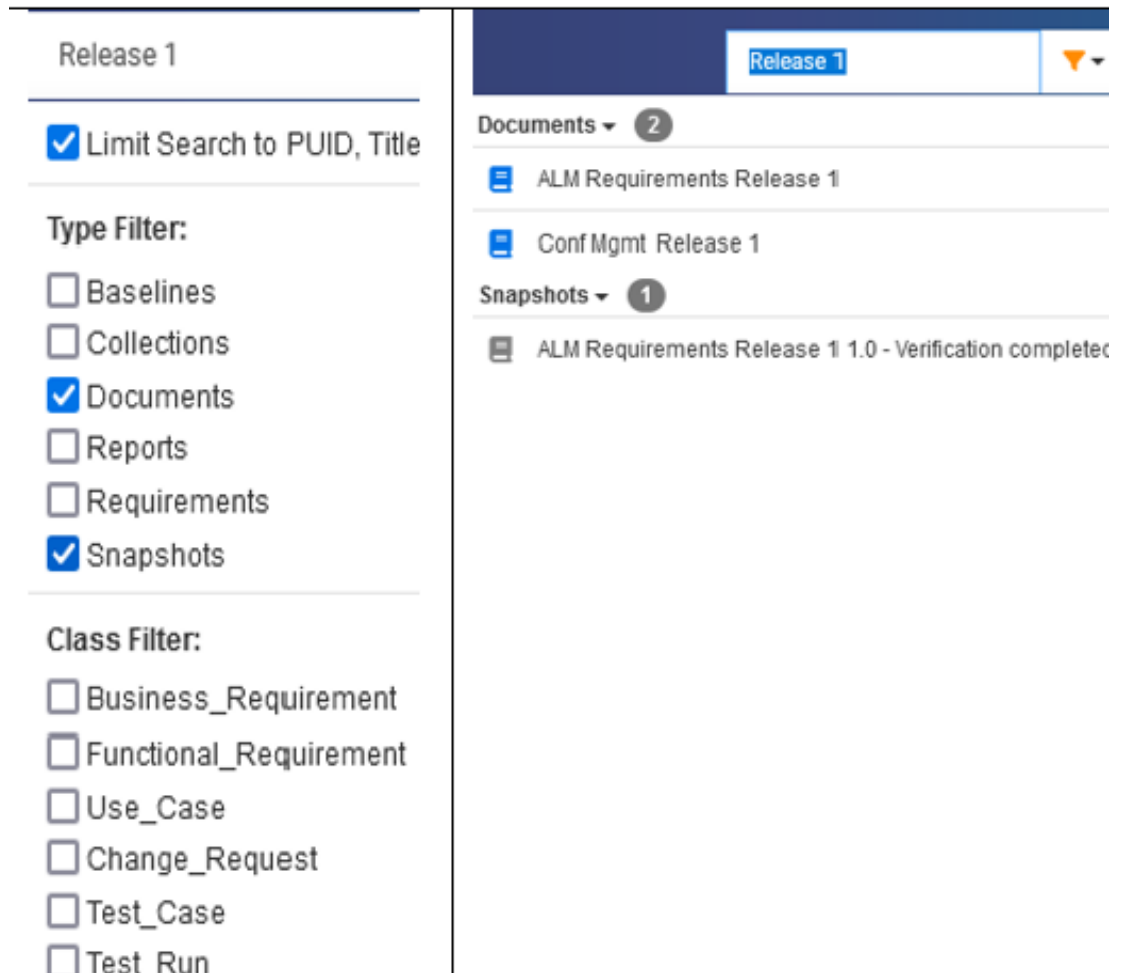 Release 1
Limit Search to PUID, Title
Type Filter:
Baselines
Collections
Documents
Reports
Requirements
Snapshots
Class Filter:
Business_Requirement
Functional_Requirement
Use_Case
Change_Request
Test_Case
Test_Run
Release 1
Documents 2
ALM Requirements Release 1
Conf Mgmt Release 1
Snapshots 1
ALM Requirements Release 1 1.0 - Verification completed